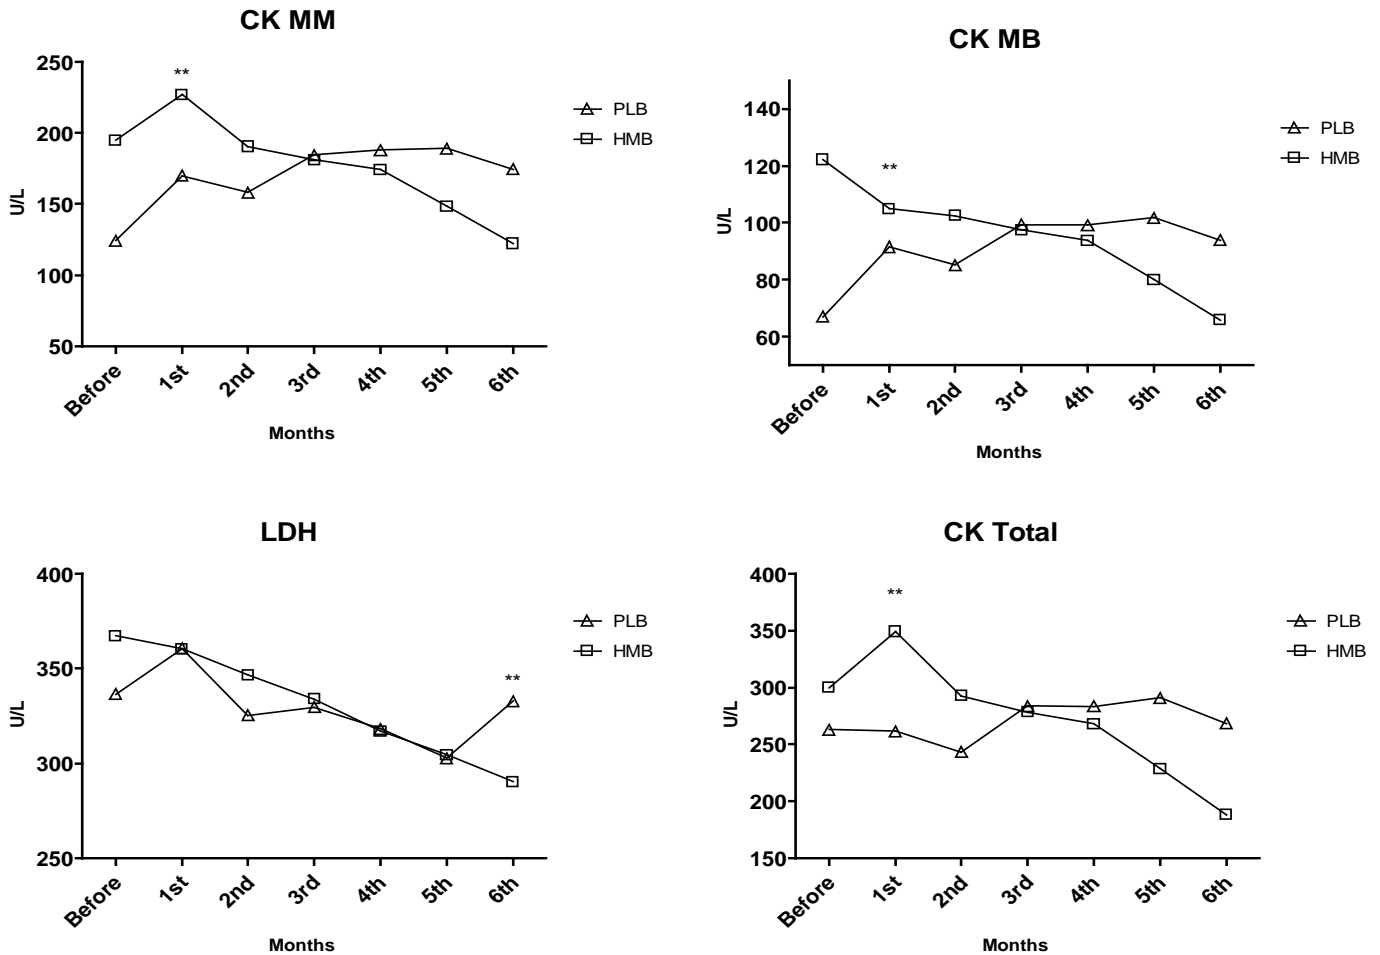 CK MM
250
200
150
100
50
U/L
**
Before
1st
2nd
3rd
4th
5th
6th
Months
PLB
HMB
CK MB
140
120
100
80
60
U/L
**
Before
1st
2nd
3rd
4th
5th
6th
Months
PLB
HMB
LDH
400
350
300
250
U/L
**
Before
1st
2nd
3rd
4th
5th
6th
Months
PLB
HMB
CK Total
400
350
300
250
200
150
U/L
**
Before
1st
2nd
3rd
4th
5th
6th
Months
PLB
HMB